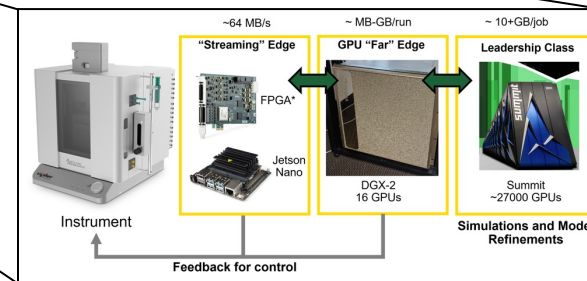 ~64 MB/s
~ MB-GB/run
~ 10+GB/job
“Streaming” Edge
GPU “Far” Edge
Leadership Class
FPGA*
Jetson
Nano
DGX-2
16 GPUs
Summit
~27000 GPUs
Instrument
Simulations and Mode
Refinements
Feedback for control